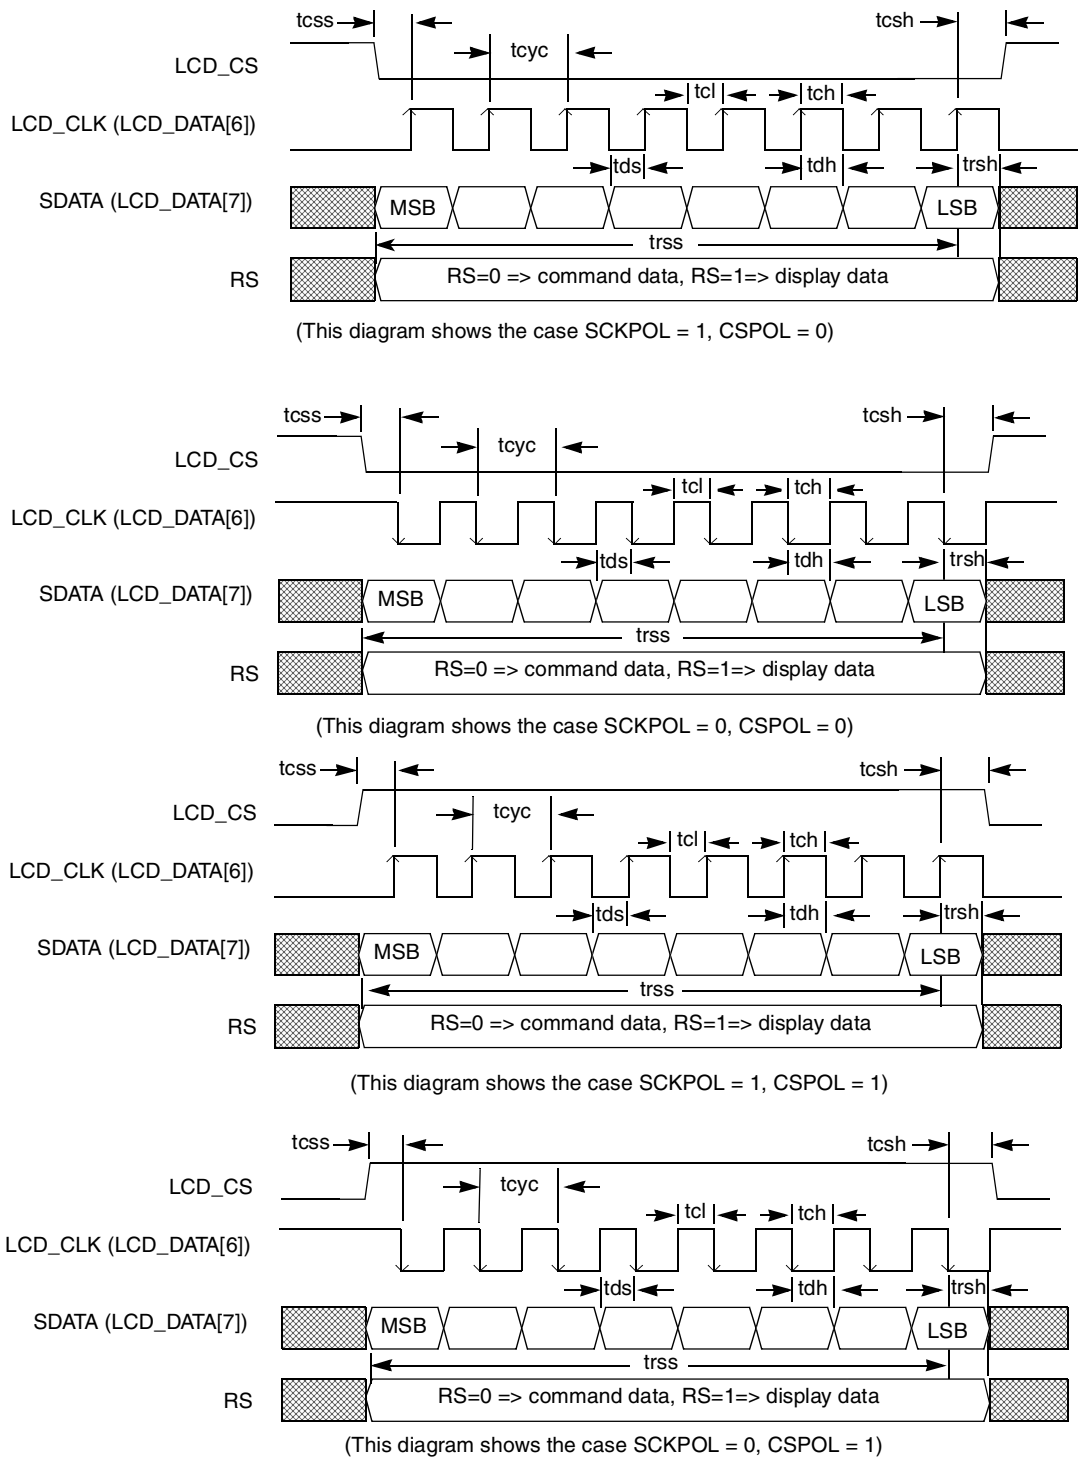 tcss tcsh
tcyc
LCD_CS
tcl tch
LCD_CLK (LCD_DATA[6])
tds tdh trsh
SDATA (LCD_DATA[7])
MSB LSB
trss
RS RS=0 => command data, RS=1=> display data
(This diagram shows the case SCKPOL = 1, CSPOL = 0)
tcss tcsh
tcyc
LCD_CS
tcl tch
LCD_CLK (LCD_DATA[6])
tds tdh trsh
SDATA (LCD_DATA[7])
MSB LSB
trss
RS RS=0 => command data, RS=1=> display data
(This diagram shows the case SCKPOL = 0, CSPOL = 0)
tcss tcsh
LCD_CS tcyc
tcl tch
LCD_CLK (LCD_DATA[6])
tds tdh trsh
SDATA (LCD_DATA[7])
MSB LSB
trss
RS RS=0 => command data, RS=1=> display data
(This diagram shows the case SCKPOL = 1, CSPOL = 1)
tcss tcsh
LCD_CS tcyc
tcl tch
LCD_CLK (LCD_DATA[6])
tds tdh trsh
SDATA (LCD_DATA[7])
MSB LSB
trss
RS RS=0 => command data, RS=1=> display data
(This diagram shows the case SCKPOL = 0, CSPOL = 1)